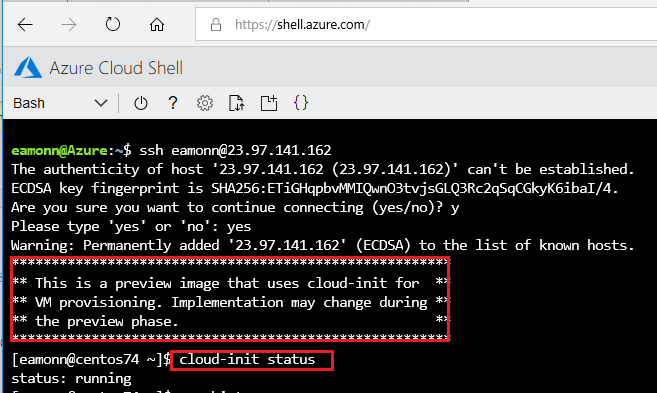 https://shell.azure.com/
Azure Cloud Shell
Bash
eamonn@Azure:~$ ssh eamonn@23.97.141.162
The authenticity of host '23.97.141.162 (23.97.141.162)' can't be established.
ECDSA key fingerprint is SHA256:ETiGHqpbvMMIQwnO3tvjsGLQ3Rc2qSqCGkyK6ibaI/4.
Are you sure you want to continue connecting (yes/no)? y
Please type 'yes' or 'no': yes
Warning: Permanently added '23.97.141.162' (ECDSA) to the list of known hosts.
********************************************************
** This is a preview image that uses cloud-init for  **
** VM provisioning. Implementation may change during **
** the preview phase.                                **
********************************************************
[eamonn@centos74 ~]$ cloud-init status
status: running